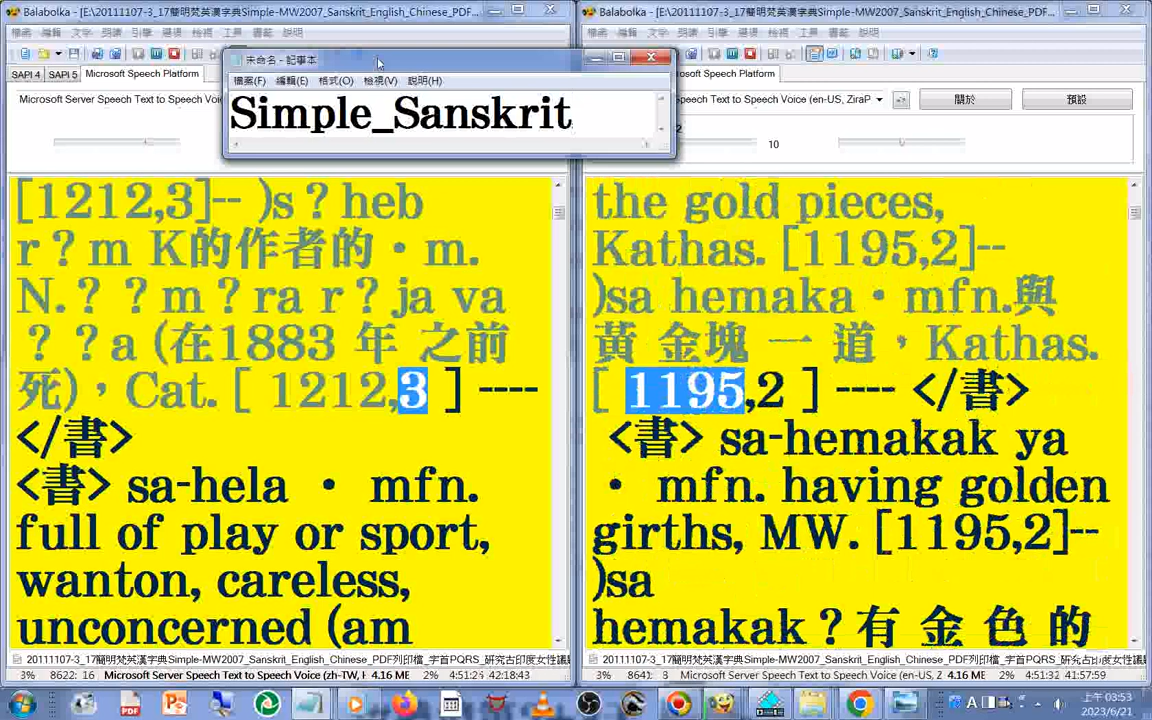 Balabolka - [E:\20111107-3_17簡明梵英漢字典Simple-MW2007_Sanskrit_English_Chinese_PDF...
Balabolka - [E:\20111107-3_17簡明梵英漢字典Simple-MW2007_Sanskrit_English_Chinese_PDF...
未命名 - 記事本
檔案(F) 編輯(E) 格式(O) 檢視(V) 說明(H)
Simple_Sanskrit
SAPI 4 SAPI 5 Microsoft Speech Platform
Speech Platform
Microsoft Server Speech Text to Speech Voi
peech Text to Speech Voice (en-US, ZiraP
關於
預設
2
10
[1212,3]-- )s?heb
r?m K的作者的·m.
N.? ?m?ra r?ja va
? ?a (在1883 年 之前
死),Cat. [ 1212,3 ] ----
</書>
<書> sa-hela · mfn.
full of play or sport,
wanton, careless,
unconcerned (am
the gold pieces,
Kathas. [1195,2]--
)sa hemaka·mfn.與
黃 金塊 一 道,Kathas.
[ 1195,2 ] ---- </書>
<書> sa-hemakak ya
· mfn. having golden
girths, MW. [1195,2]--
)sa
hemakak?有 金 色 的
20111107-3_17簡明梵英漢字典Simple-MW2007_Sanskrit_English_Chinese_PDF列印檔_字首PQRS_研究古印度女性議
20111107-3_17簡明梵英漢字典Simple-MW2007_Sanskrit_English_Chinese_PDF列印檔_字首PQRS_研究古印度女性議
3% 8622: 16 Microsoft Server Speech Text to Speech Voice (zh-TW, H 4.16 ME 2% 4:51:26 42:18:43
3% 8641: 3 Microsoft Server Speech Text to Speech Voice (en-US, Z 4.16 ME 2% 4:51:24 41:57:59
上午 03:53
2023/6/21